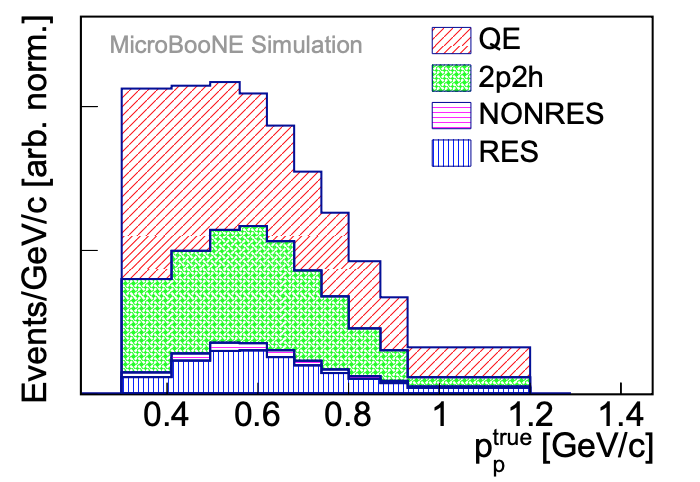 MicroBooNE Simulation
QE
2p2h
NONRES
RES
Events/GeV/c [arb. norm.]
0.4 0.6 0.8 1 1.2 1.4
p_p^true [GeV/c]